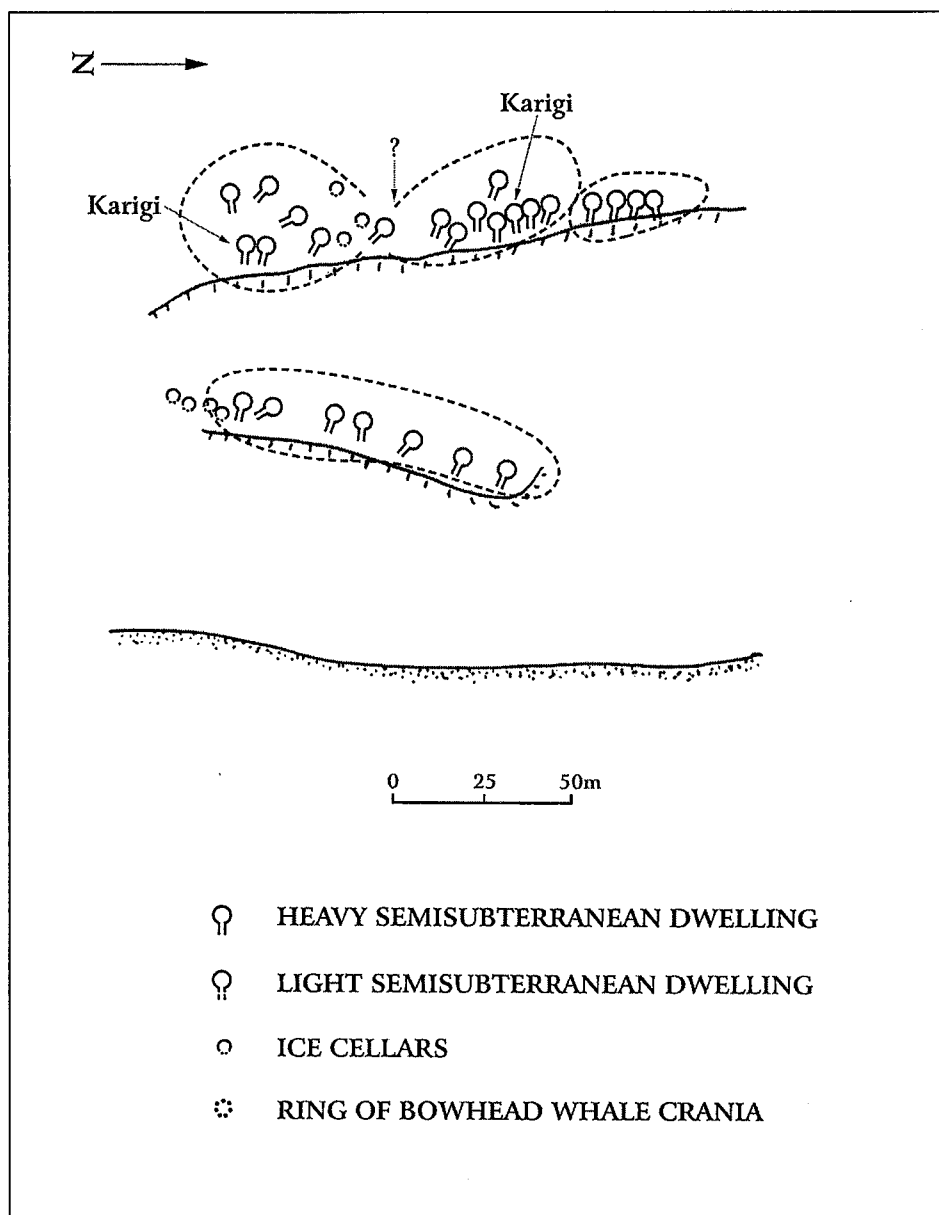 N
Karigi
?
Karigi
0 25 50m
HEAVY SEMISUBTERRANEAN DWELLING
LIGHT SEMISUBTERRANEAN DWELLING
ICE CELLARS
RING OF BOWHEAD WHALE CRANIA